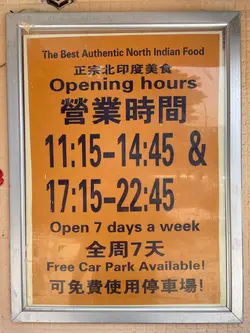 The Best Authentic North Indian Food
正宗北印度美食
Opening hours
營業時間
11:15-14:45 &
17:15-22:45
Open 7 days a week
全周7天
Free Car Park Available!
可免費使用停車場!